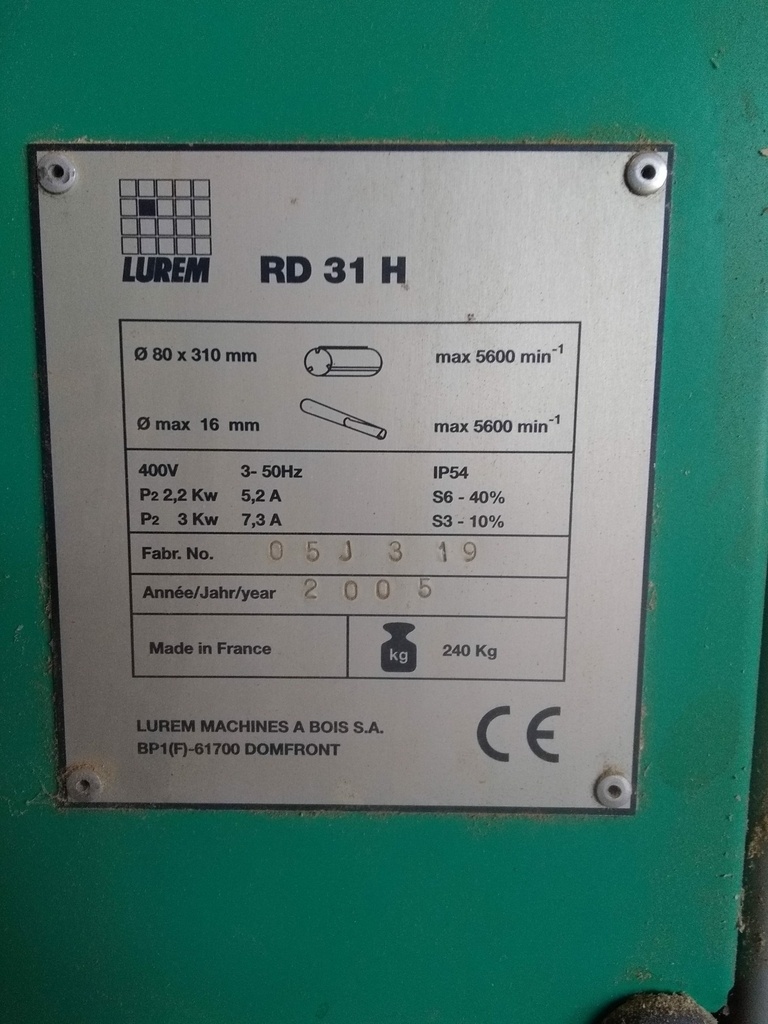 LUREM
RD 31 H
Ø 80 x 310 mm max 5600 min⁻¹
Ø max 16 mm max 5600 min⁻¹
400V 3- 50Hz IP54
P2 2,2 Kw 5,2 A S6 - 40%
P2 3 Kw 7,3 A S3 - 10%
Fabr. No. 05J 3 19
Année/Jahr/year 2005
Made in France kg 240 Kg
LUREM MACHINES A BOIS S.A.
BP1(F)-61700 DOMFRONT
CE